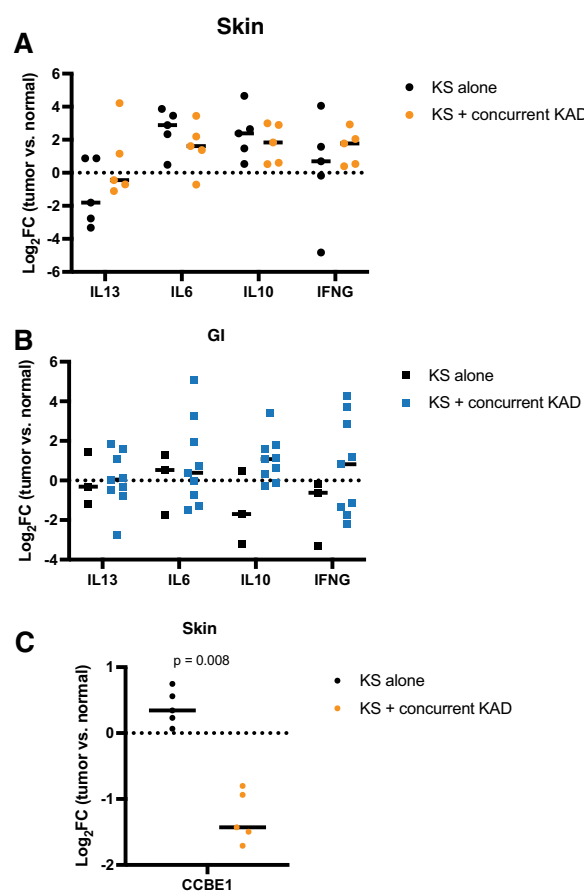 Skin
A
6
4
2
0
-2
-4
-6
Log2FC (tumor vs. normal)
IL13 IL6 IL10 IFNG
KS alone
KS + concurrent KAD
B
GI
6
4
2
0
-2
-4
Log2FC (tumor vs. normal)
IL13 IL6 IL10 IFNG
KS alone
KS + concurrent KAD
C
Skin
p = 0.008
1
0
-1
-2
Log2FC (tumor vs. normal)
CCBE1
KS alone
KS + concurrent KAD